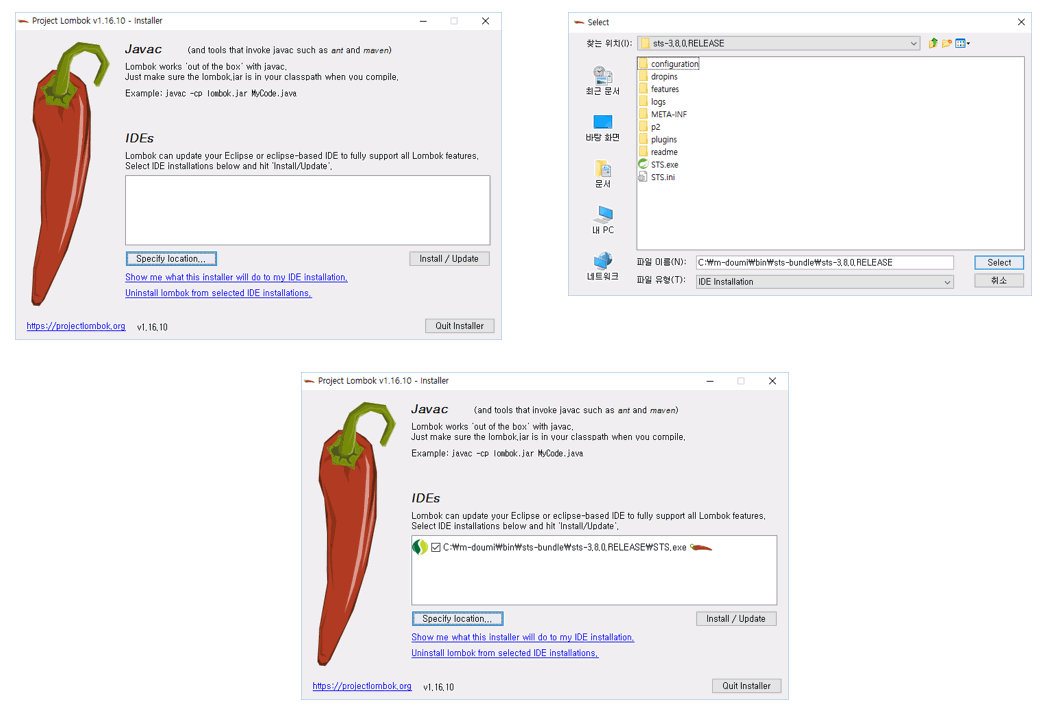 Project Lombok v1.16.10 - Installer
Javac (and tools that invoke javac such as ant and maven)
Lombok works 'out of the box' with javac.
Just make sure the lombok.jar is in your classpath when you compile.
Example: javac -cp lombok.jar MyCode.java
IDEs
Lombok can update your Eclipse or eclipse-based IDE to fully support all Lombok features.
Select IDE installations below and hit 'Install/Update'.
Specify location... Install / Update
Show me what this installer will do to my IDE installation.
Uninstall lombok from selected IDE installations.
https://projectlombok.org v1.16.10 Quit Installer
Select
찾는 위치(I): sts-3.8.0.RELEASE
최근 문서
바탕 화면
문서
내 PC
네트워크
configuration
dropins
features
logs
META-INF
p2
plugins
readme
STS.exe
STS.ini
파일 이름(N): C:₩m-doumi₩bin₩sts-bundle₩sts-3.8.0.RELEASE Select
파일 유형(T): IDE Installation 취소
Project Lombok v1.16.10 - Installer
Javac (and tools that invoke javac such as ant and maven)
Lombok works 'out of the box' with javac.
Just make sure the lombok.jar is in your classpath when you compile.
Example: javac -cp lombok.jar MyCode.java
IDEs
Lombok can update your Eclipse or eclipse-based IDE to fully support all Lombok features.
Select IDE installations below and hit 'Install/Update'.
C:₩m-doumi₩bin₩sts-bundle₩sts-3.8.0.RELEASE₩STS.exe
Specify location... Install / Update
Show me what this installer will do to my IDE installation.
Uninstall lombok from selected IDE installations.
https://projectlombok.org v1.16.10 Quit Installer